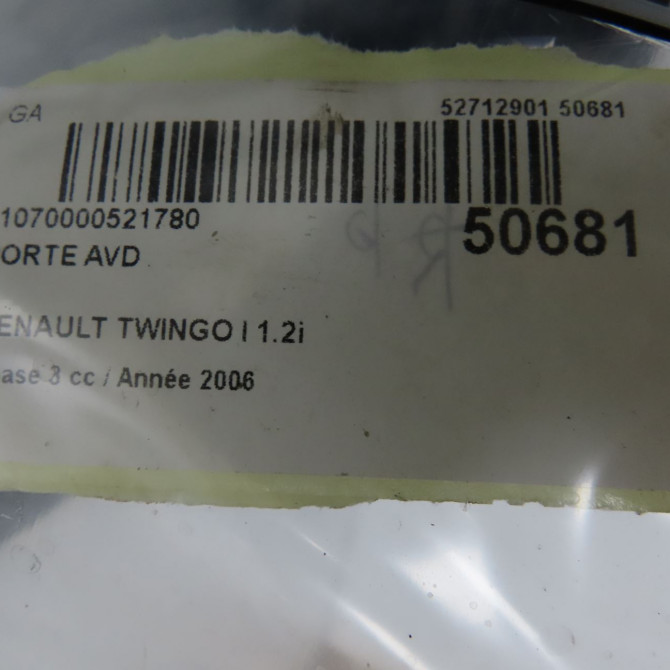 GA 52712901 50681
1070000521780 50681
ORTE AVD
ENAULT TWINGO I 1.2i
ase 3 cc / Année 2006